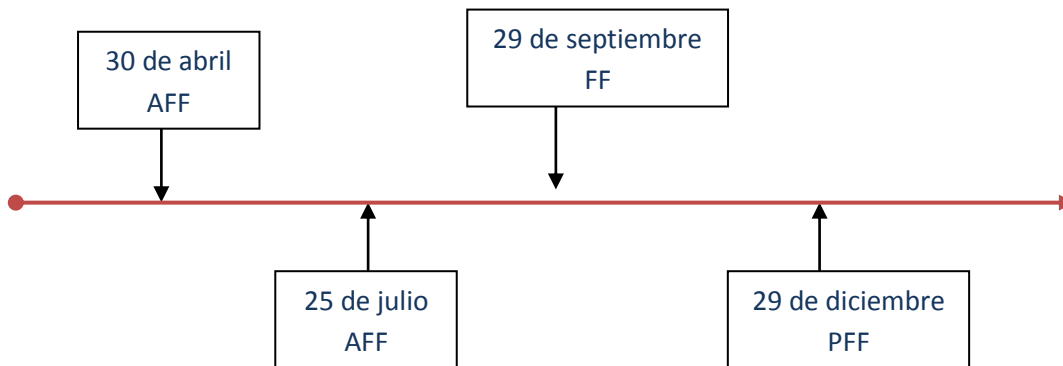 30 de abril
AFF
29 de septiembre
FF
25 de julio
AFF
29 de diciembre
PFF